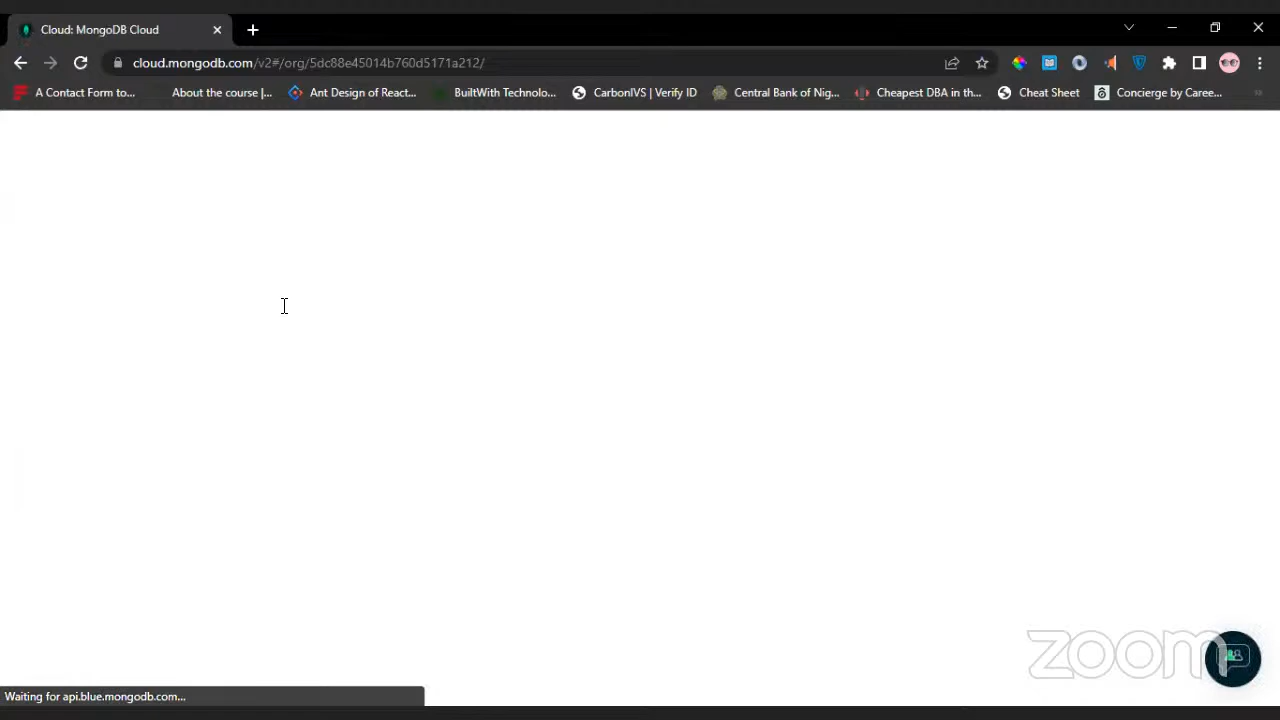 Cloud: MongoDB Cloud
cloud.mongodb.com/v2#/org/5dc88e45014b760d5171a212/
A Contact Form to... About the course |... Ant Design of React... BuiltWith Technolo... CarbonIVS | Verify ID Central Bank of Nig... Cheapest DBA in th... Cheat Sheet Concierge by Caree...
zoom
Waiting for api.blue.mongodb.com...